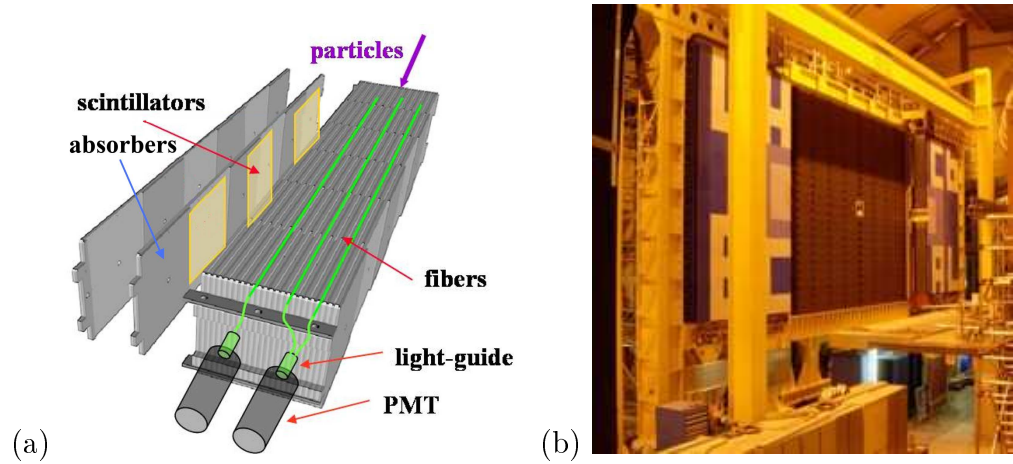 particles
scintillators
absorbers
fibers
light-guide
PMT
(a)
(b)